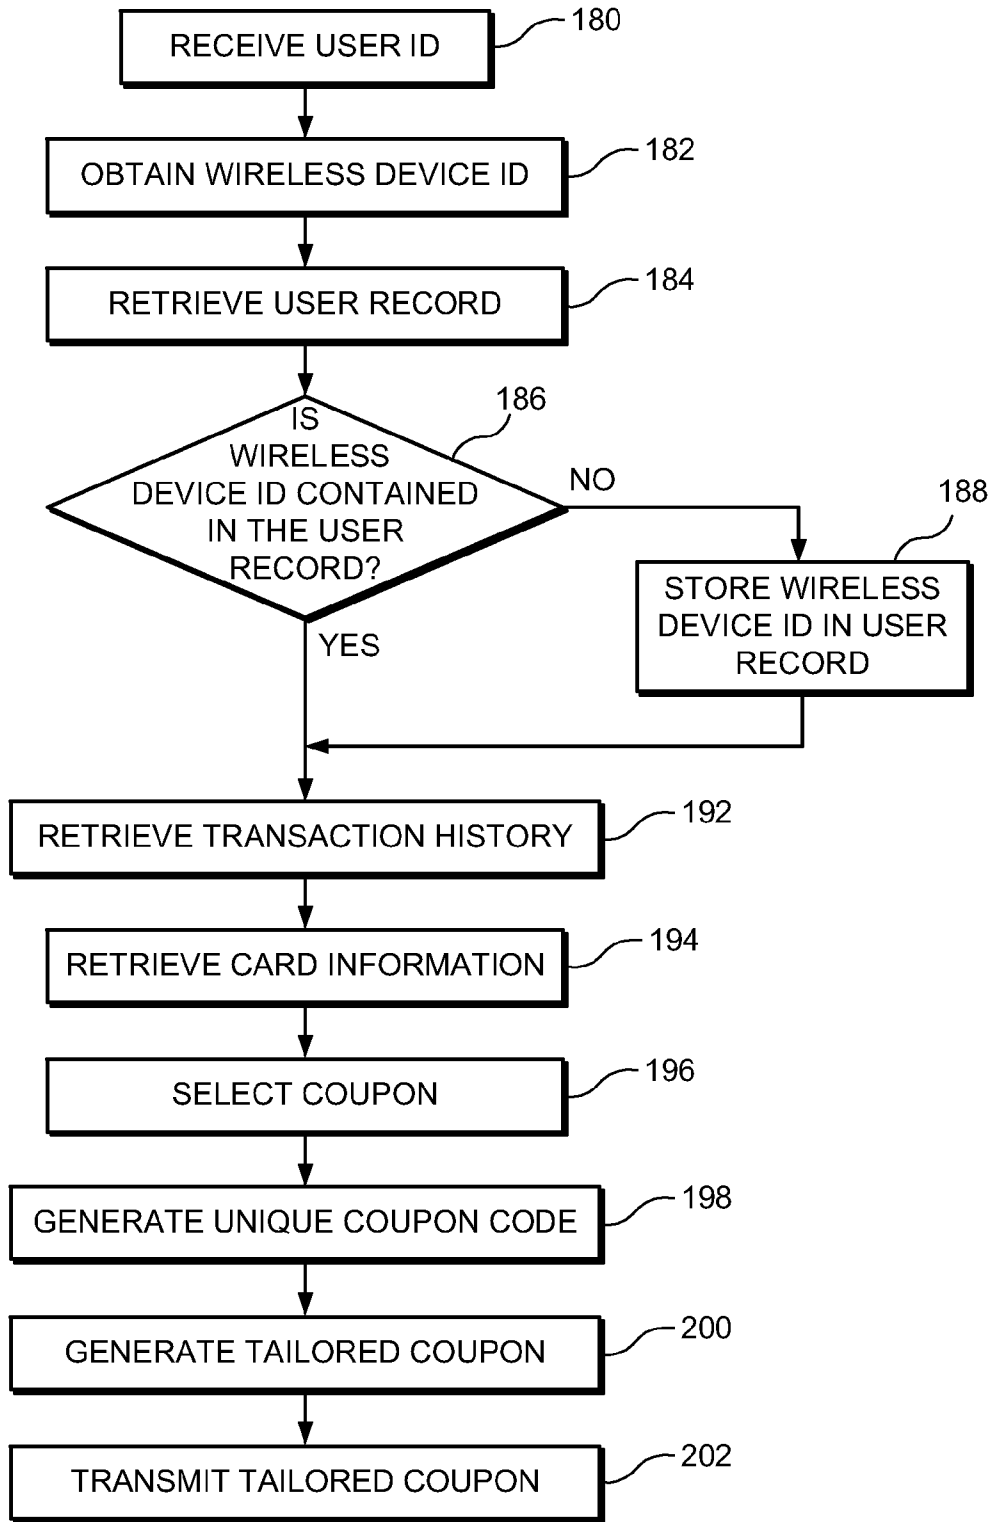 RECEIVE USER ID
180
OBTAIN WIRELESS DEVICE ID
182
RETRIEVE USER RECORD
184
IS
WIRELESS
DEVICE ID CONTAINED
IN THE USER
RECORD?
186
NO
YES
188
STORE WIRELESS
DEVICE ID IN USER
RECORD
RETRIEVE TRANSACTION HISTORY
192
RETRIEVE CARD INFORMATION
194
SELECT COUPON
196
GENERATE UNIQUE COUPON CODE
198
GENERATE TAILORED COUPON
200
TRANSMIT TAILORED COUPON
202